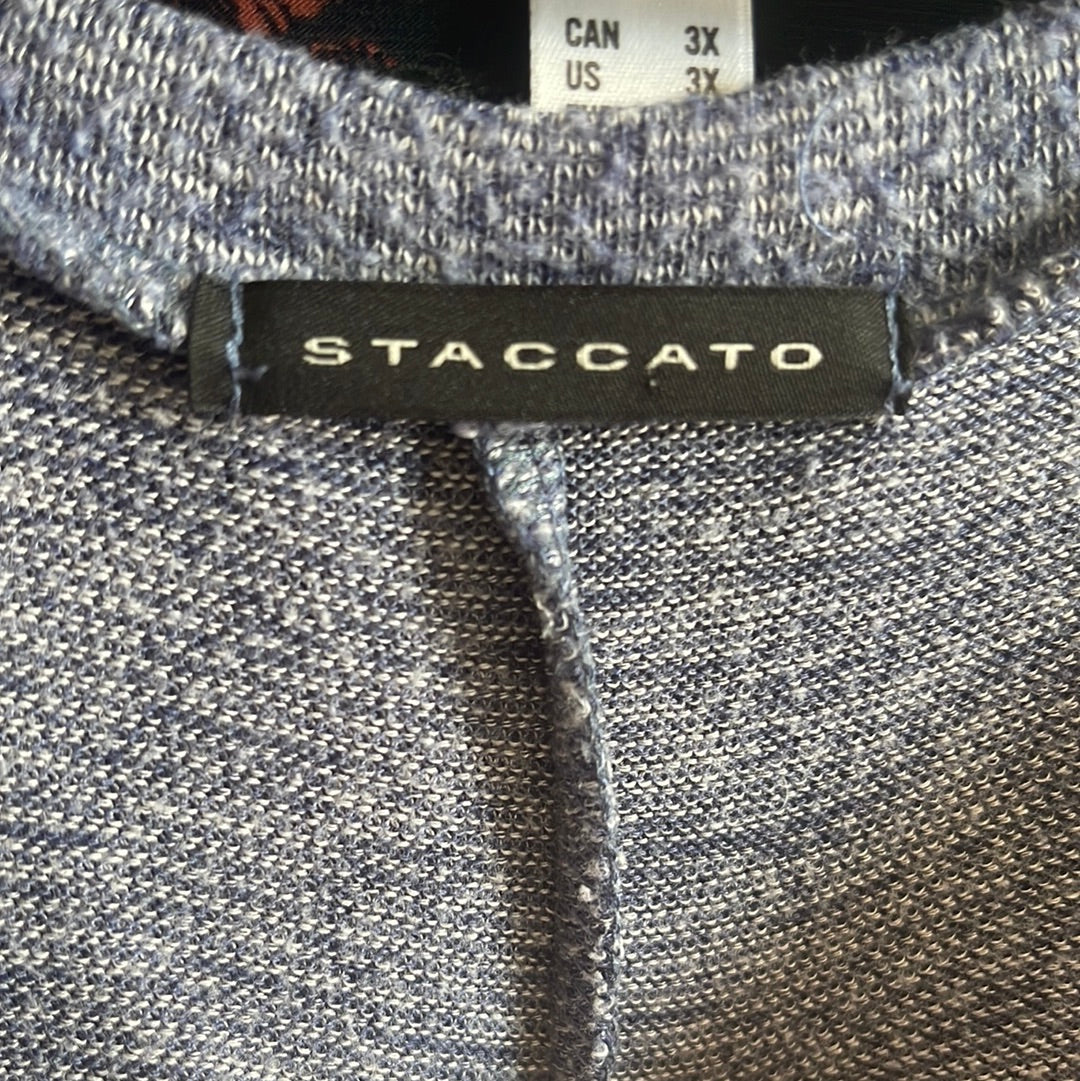 CAN 3X
US 3X
STACCATO